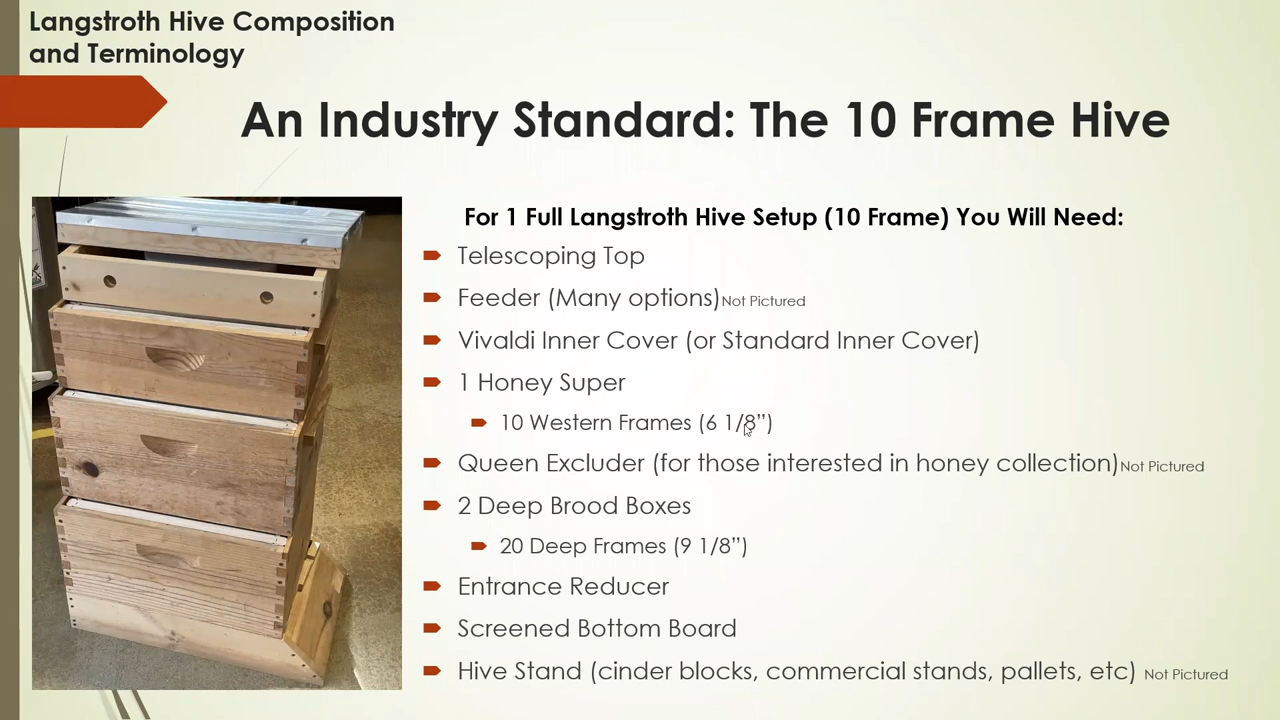 Langstroth Hive Composition
and Terminology
An Industry Standard: The 10 Frame Hive
For 1 Full Langstroth Hive Setup (10 Frame) You Will Need:
Telescoping Top
Feeder (Many options)Not Pictured
Vivaldi Inner Cover (or Standard Inner Cover)
1 Honey Super
10 Western Frames (6 1/8”)
Queen Excluder (for those interested in honey collection)Not Pictured
2 Deep Brood Boxes
20 Deep Frames (9 1/8”)
Entrance Reducer
Screened Bottom Board
Hive Stand (cinder blocks, commercial stands, pallets, etc) Not Pictured